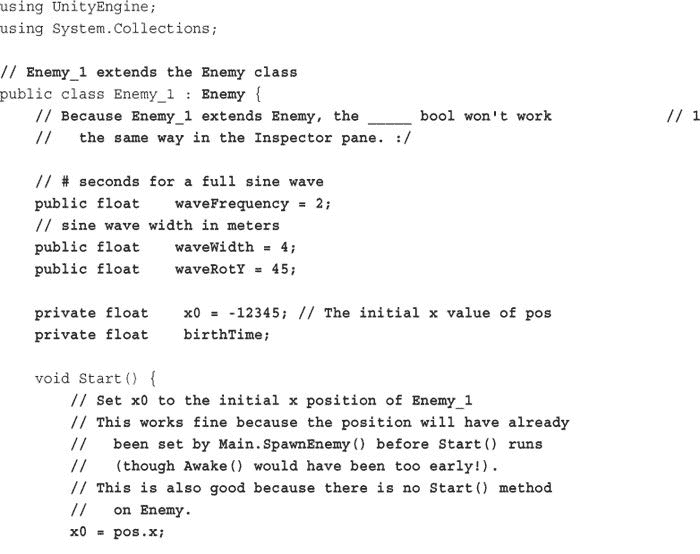 using UnityEngine;
using System.Collections;
// Enemy_1 extends the Enemy class
public class Enemy_1 : Enemy {
// Because Enemy_1 extends Enemy, the _____ bool won't work // 1
// the same way in the Inspector pane. :/
// # seconds for a full sine wave
public float waveFrequency = 2;
// sine wave width in meters
public float waveWidth = 4;
public float waveRotY = 45;
private float x0 = -12345; // The initial x value of pos
private float birthTime;
void Start() {
// Set x0 to the initial x position of Enemy_1
// This works fine because the position will have already
// been set by Main.SpawnEnemy() before Start() runs
// (though Awake() would have been too early!).
// This is also good because there is no Start() method
// on Enemy.
x0 = pos.x;